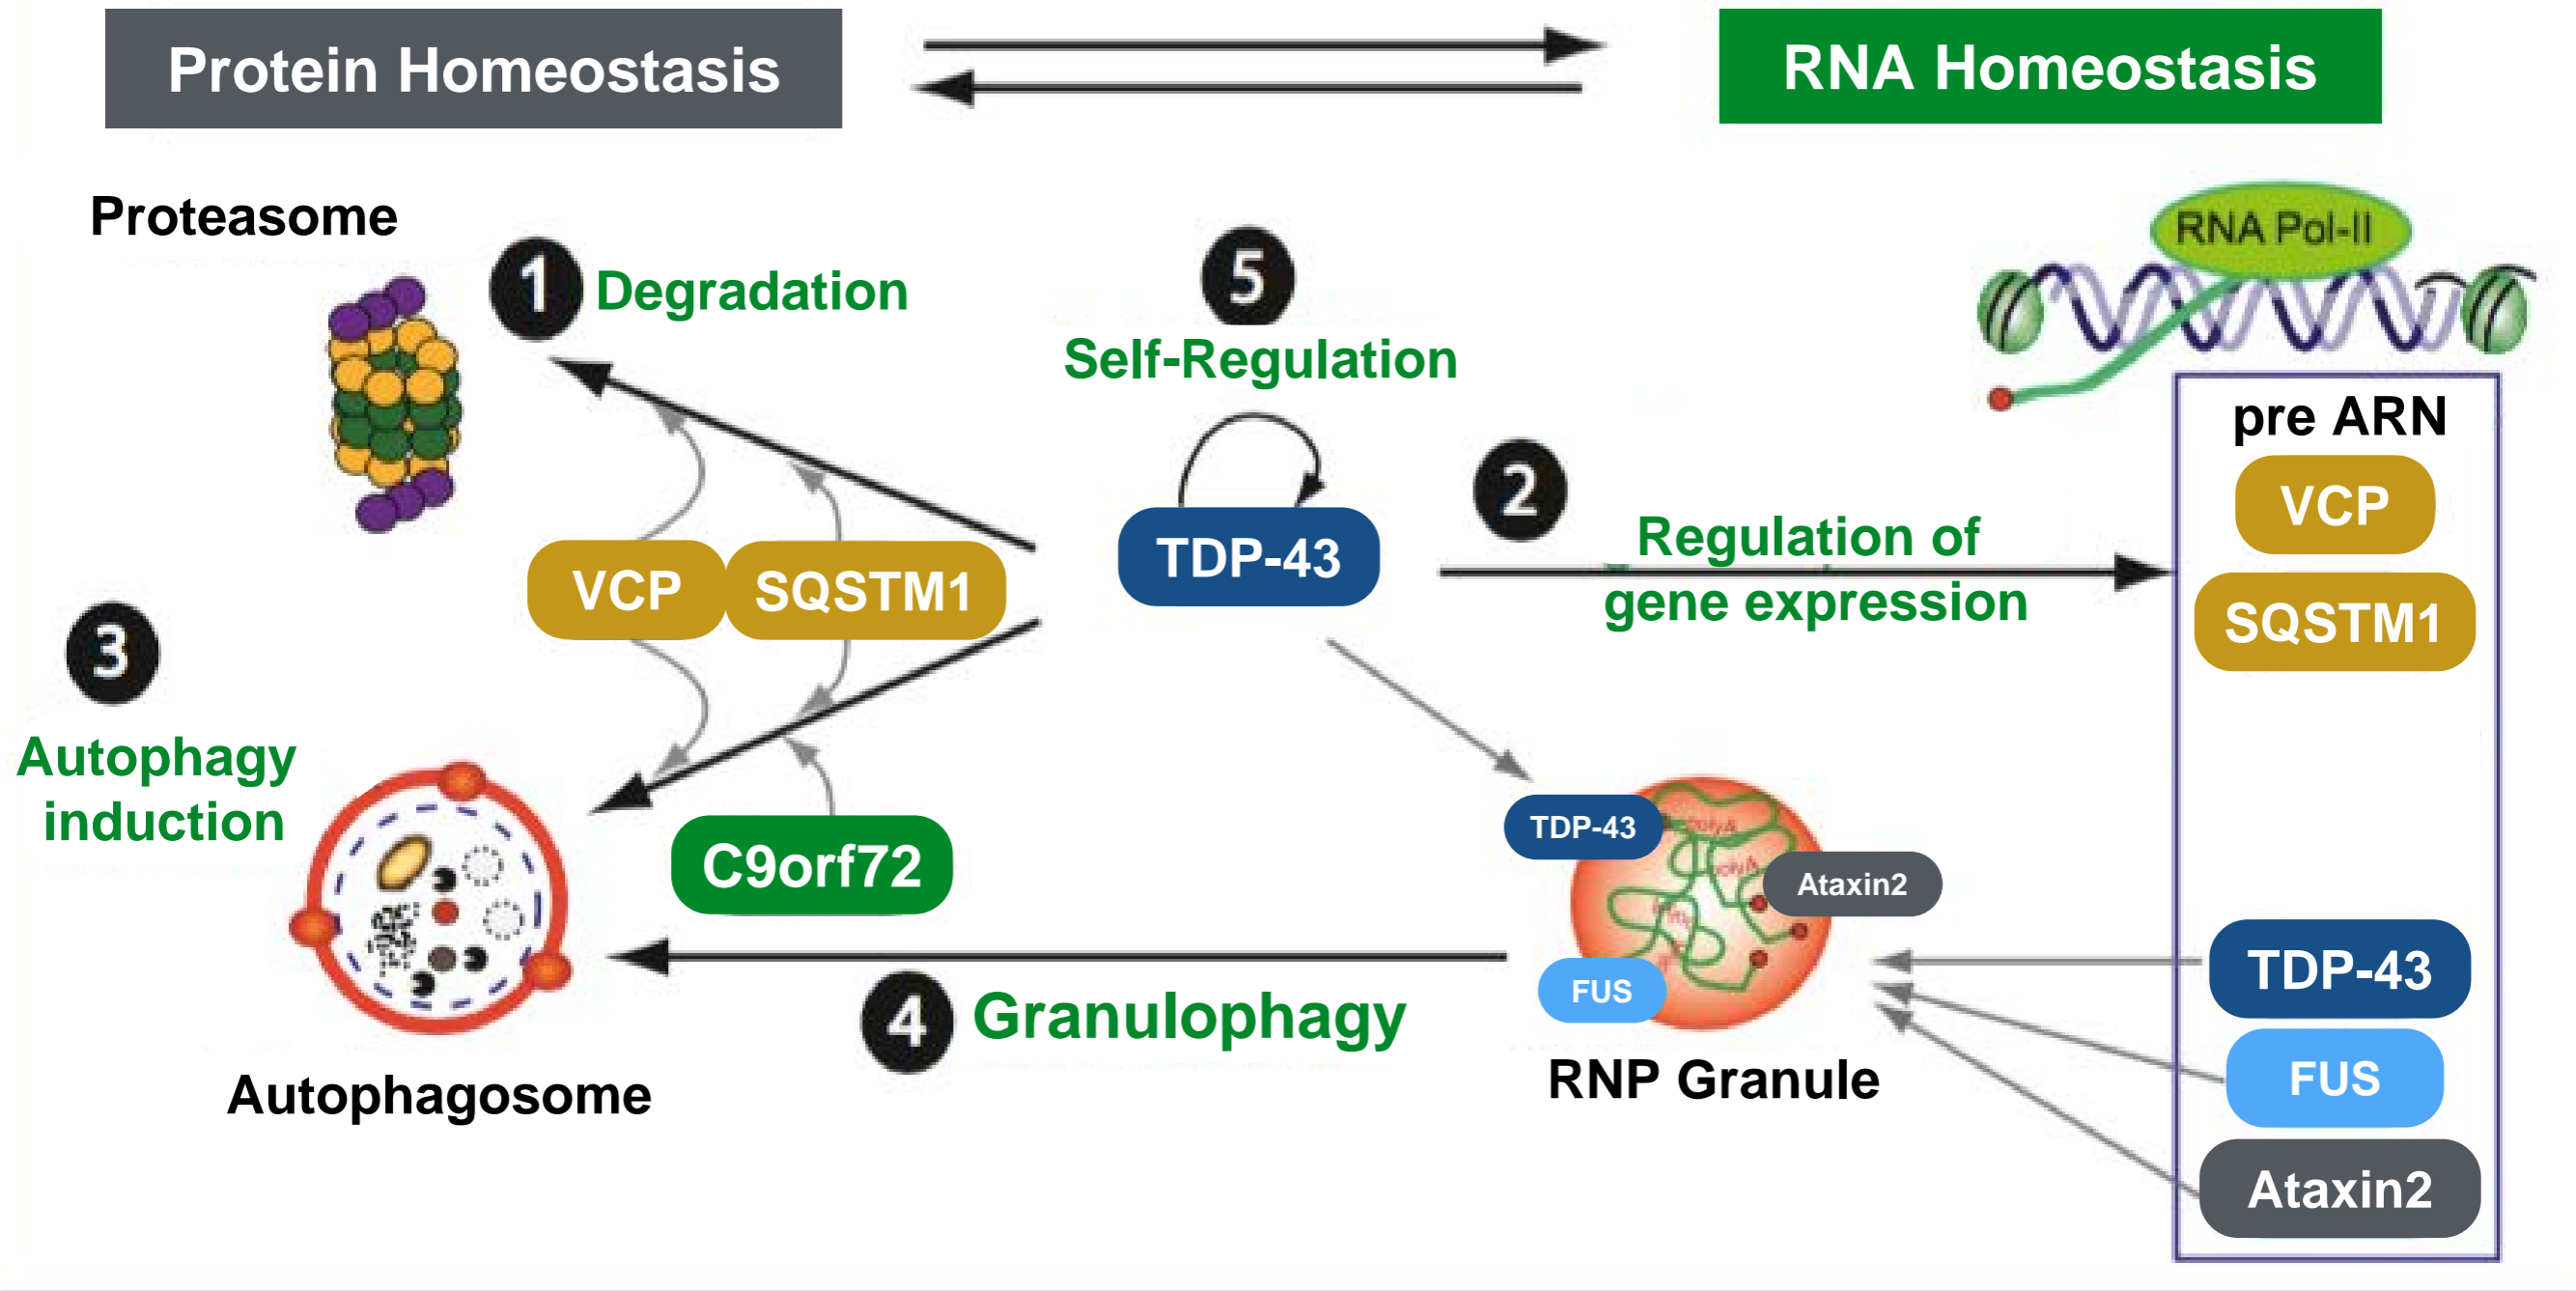 Protein Homeostasis
RNA Homeostasis
Proteasome
1
Degradation
5
Self-Regulation
RNA Pol-II
pre ARN
VCP
SQSTM1
TDP-43
FUS
Ataxin2
TDP-43
2
Regulation of
gene expression
VCP
SQSTM1
3
Autophagy
induction
C9orf72
Autophagosome
4
Granulophagy
TDP-43
polyA
polyA
Ataxin2
FUS
RNP Granule